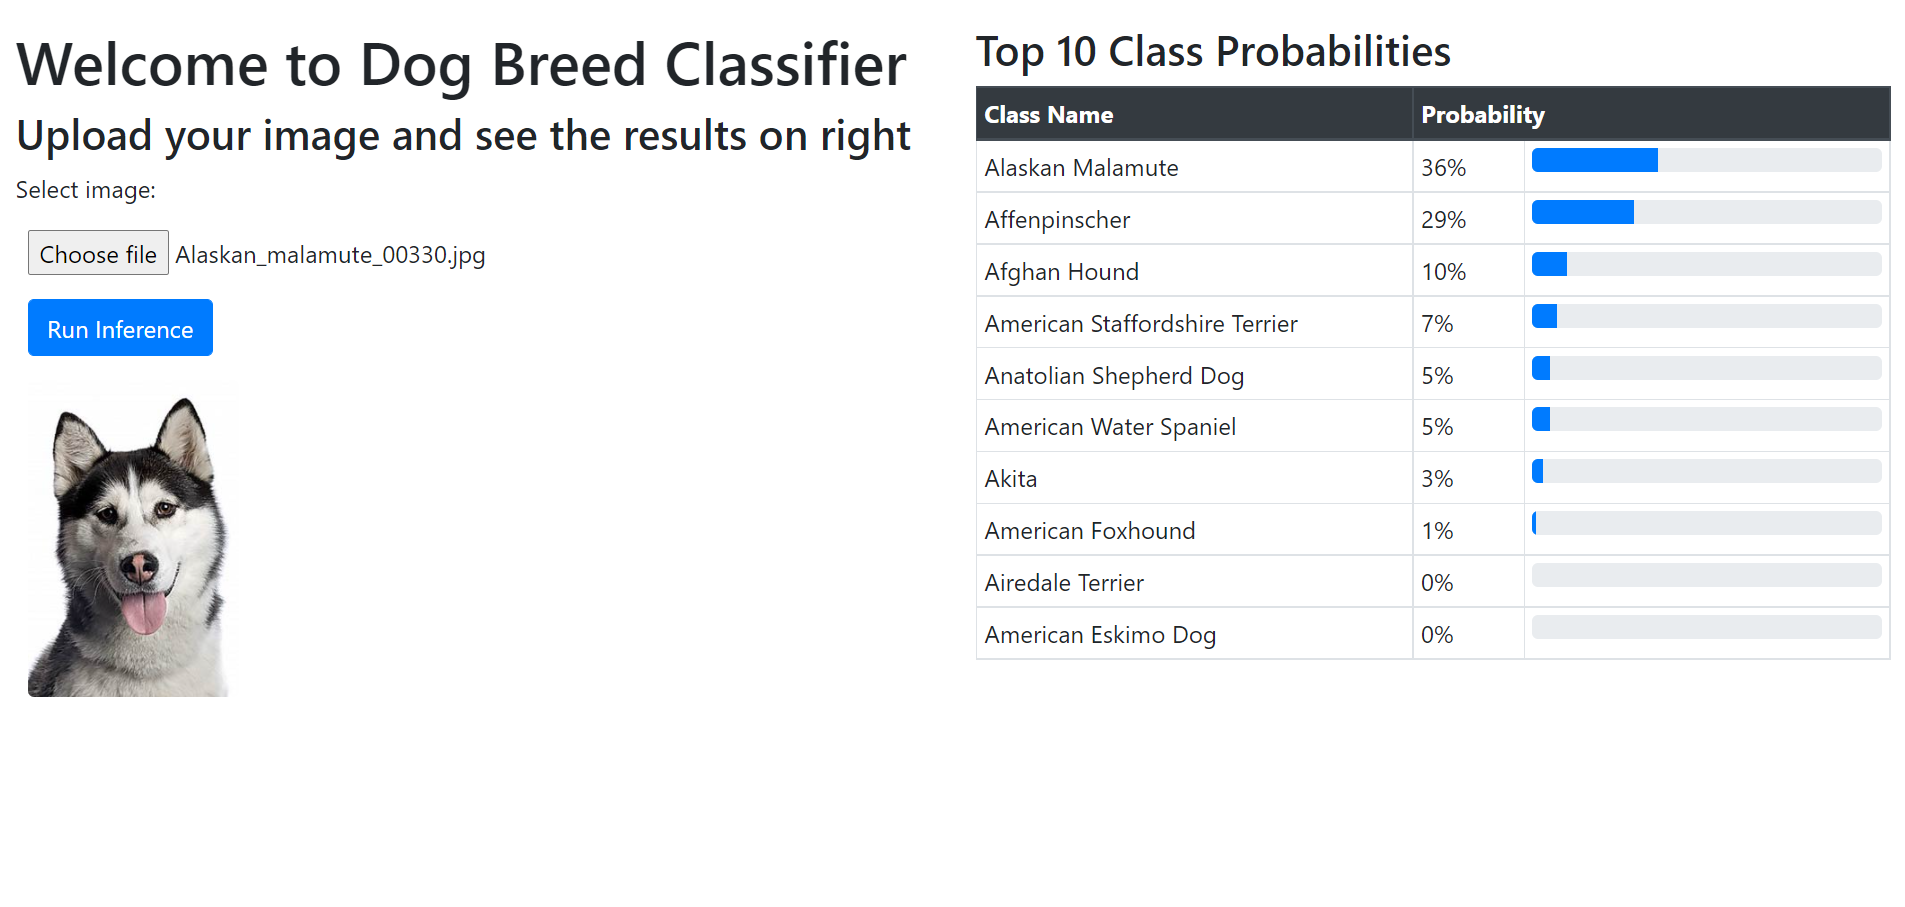 Welcome to Dog Breed Classifier
Upload your image and see the results on right
Select image:
Choose file Alaskan_malamute_00330.jpg
Run Inference
Top 10 Class Probabilities
Class Name Probability
Alaskan Malamute 36%
Affenpinscher 29%
Afghan Hound 10%
American Staffordshire Terrier 7%
Anatolian Shepherd Dog 5%
American Water Spaniel 5%
Akita 3%
American Foxhound 1%
Airedale Terrier 0%
American Eskimo Dog 0%